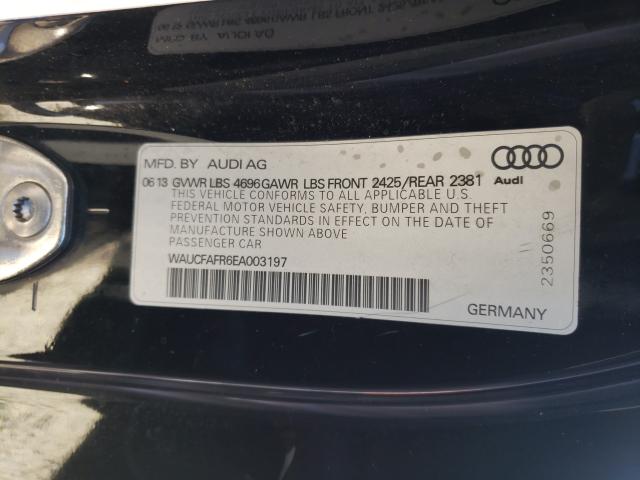 MFD. BY AUDI AG
06 13 GVWR LBS 4696 GAWR LBS FRONT 2425/REAR 2381
THIS VEHICLE CONFORMS TO ALL APPLICABLE U.S.
FEDERAL MOTOR VEHICLE SAFETY, BUMPER AND THEFT
PREVENTION STANDARDS IN EFFECT ON THE DATE OF
MANUFACTURE SHOWN ABOVE
PASSENGER CAR
WAUCFAFR6EA003197
Audi
2350669
GERMANY